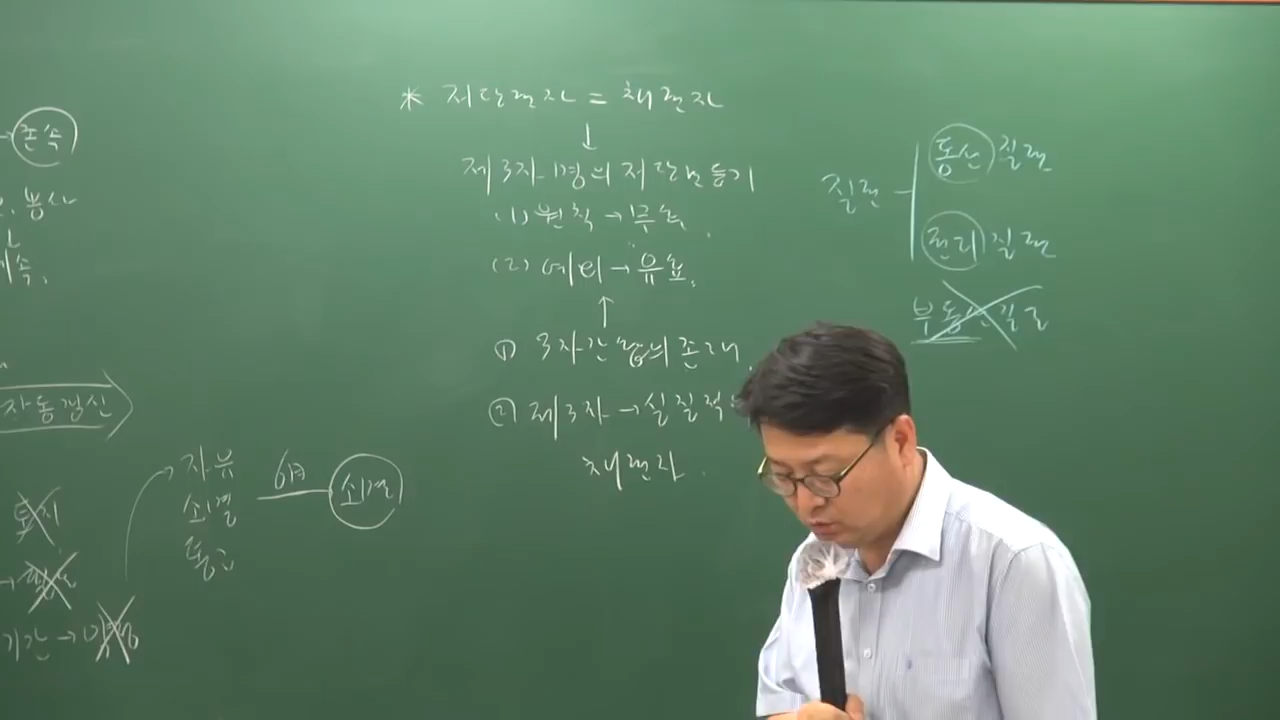 존속
봉사
자동갱신
기간 →
자유
소멸 6月 소멸
통고
* 저당권자 = 채권자
↓
제3자 명의 저당권등기
(1) 원칙 → 무효.
(2) 예외 → 유효.
↑
① 3자간 합의 존재.
② 제3자 → 실질적
채권자.
질권
동산 질권
권리 질권
부동산질권